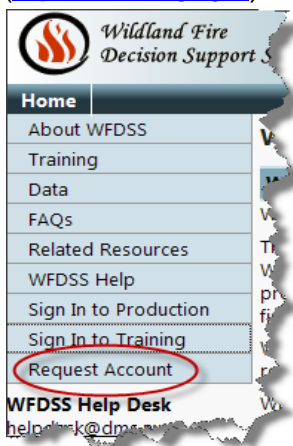 Wildland Fire
Decision Support S
Home
About WFDSS
Training
Data
FAQs
Related Resources
WFDSS Help
Sign In to Production
Sign In to Training
Request Account
WFDSS Help Desk